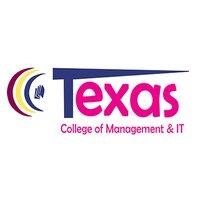 Texas
College of Management & IT